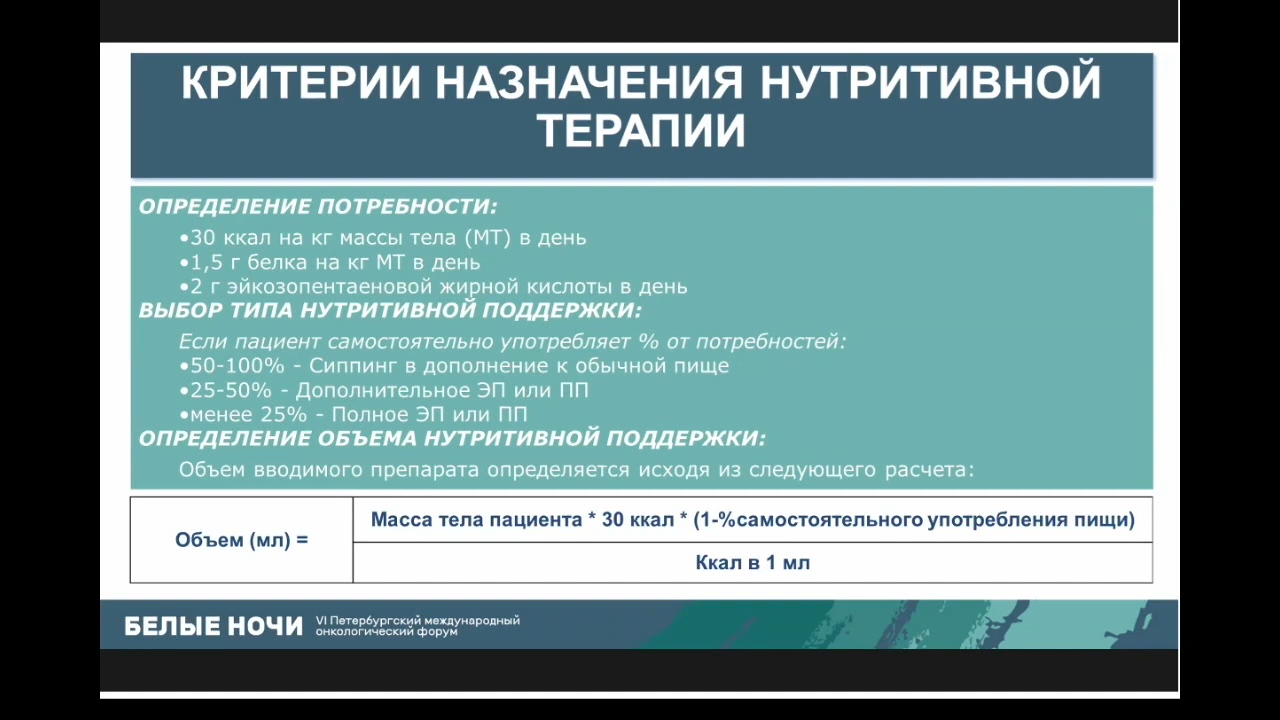 КРИТЕРИИ НАЗНАЧЕНИЯ НУТРИТИВНОЙ
ТЕРАПИИ
ОПРЕДЕЛЕНИЕ ПОТРЕБНОСТИ:
•30 ккал на кг массы тела (МТ) в день
•1,5 г белка на кг МТ в день
•2 г эйкозопентаеновой жирной кислоты в день
ВЫБОР ТИПА НУТРИТИВНОЙ ПОДДЕРЖКИ:
Если пациент самостоятельно употребляет % от потребностей:
•50-100% - Сиппинг в дополнение к обычной пище
•25-50% - Дополнительное ЭП или ПП
•менее 25% - Полное ЭП или ПП
ОПРЕДЕЛЕНИЕ ОБЪЕМА НУТРИТИВНОЙ ПОДДЕРЖКИ:
Объем вводимого препарата определяется исходя из следующего расчета:
Объем (мл) =
Масса тела пациента * 30 ккал * (1-%самостоятельного употребления пищи)
Ккал в 1 мл
БЕЛЫЕ НОЧИ
VI Петербургский международный
онкологический форум